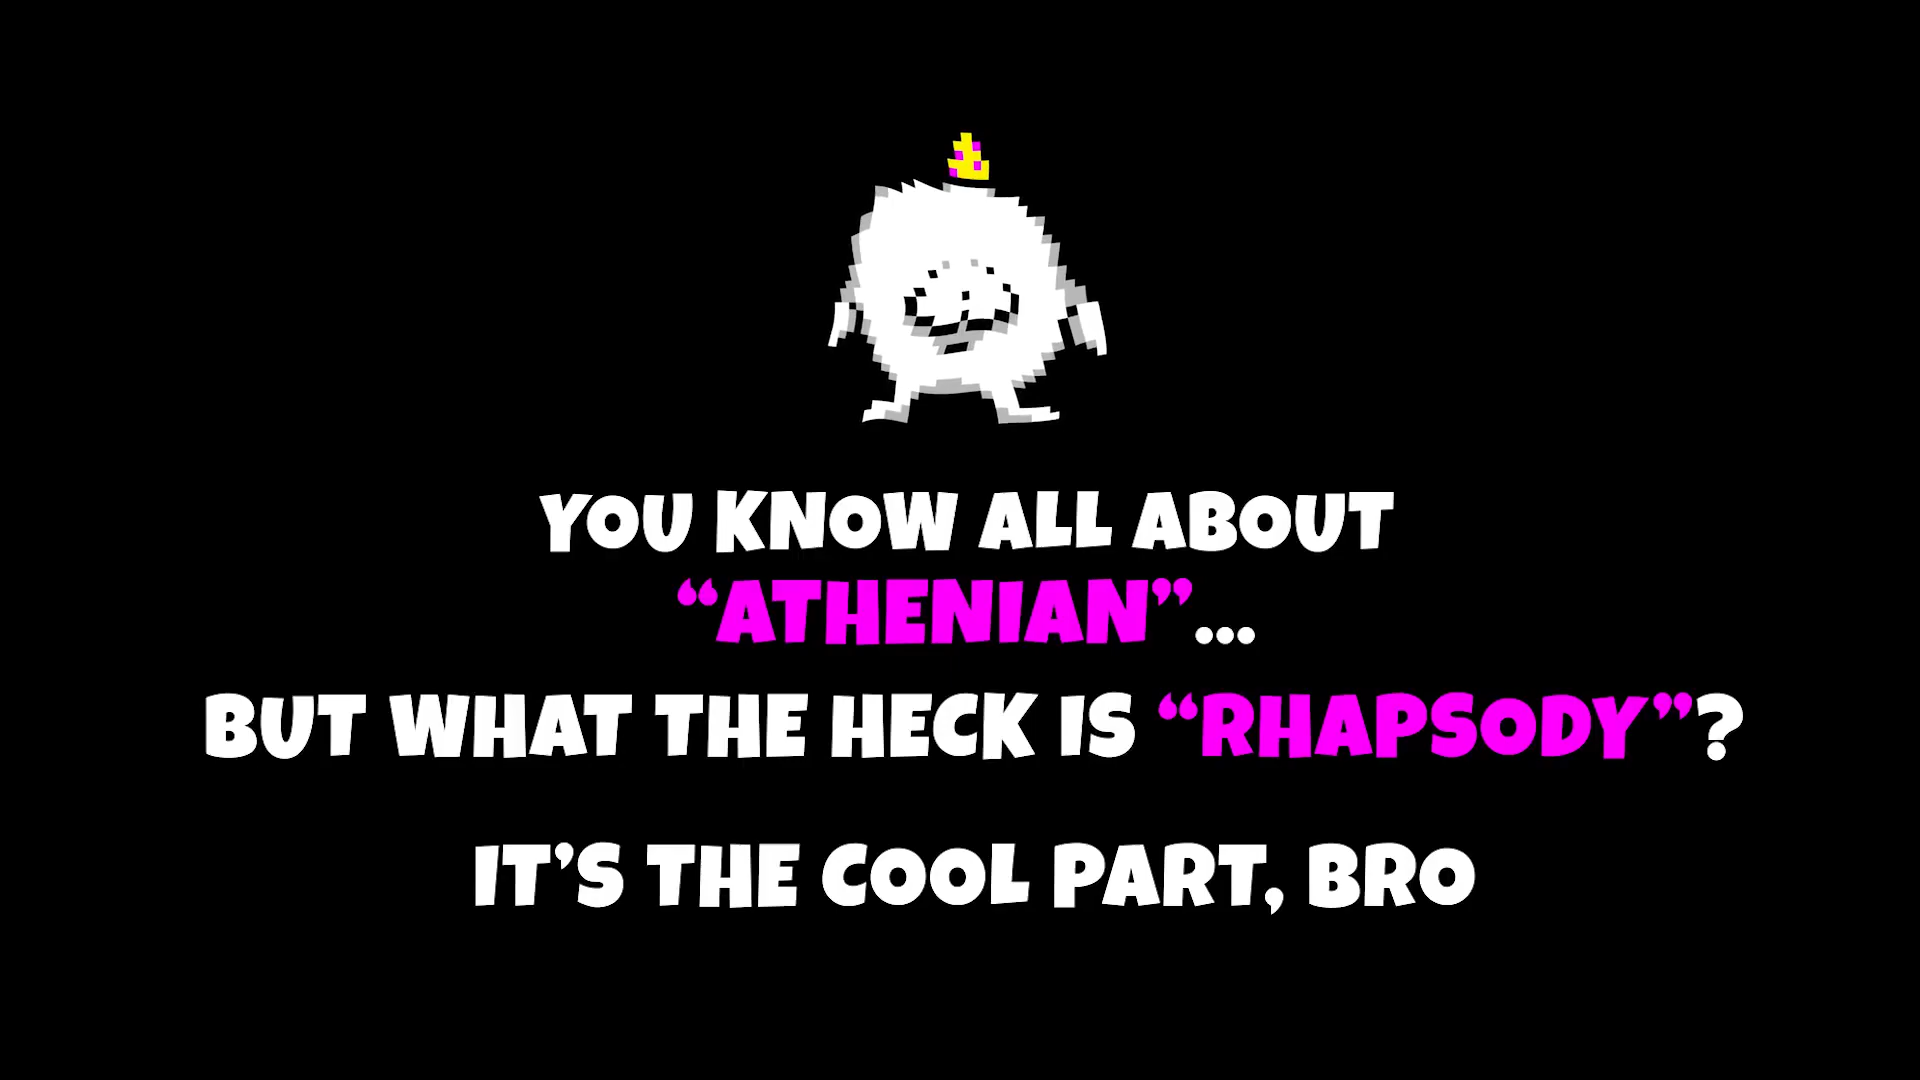 YOU KNOW ALL ABOUT
“ATHENIAN”...
BUT WHAT THE HECK IS “RHAPSODY”?
IT’S THE COOL PART, BRO